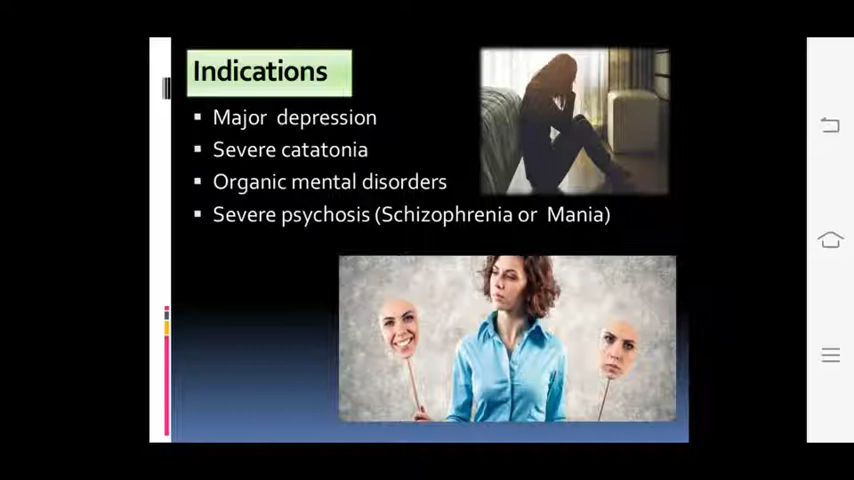 Indications
Major depression
Severe catatonia
Organic mental disorders
Severe psychosis (Schizophrenia or Mania)